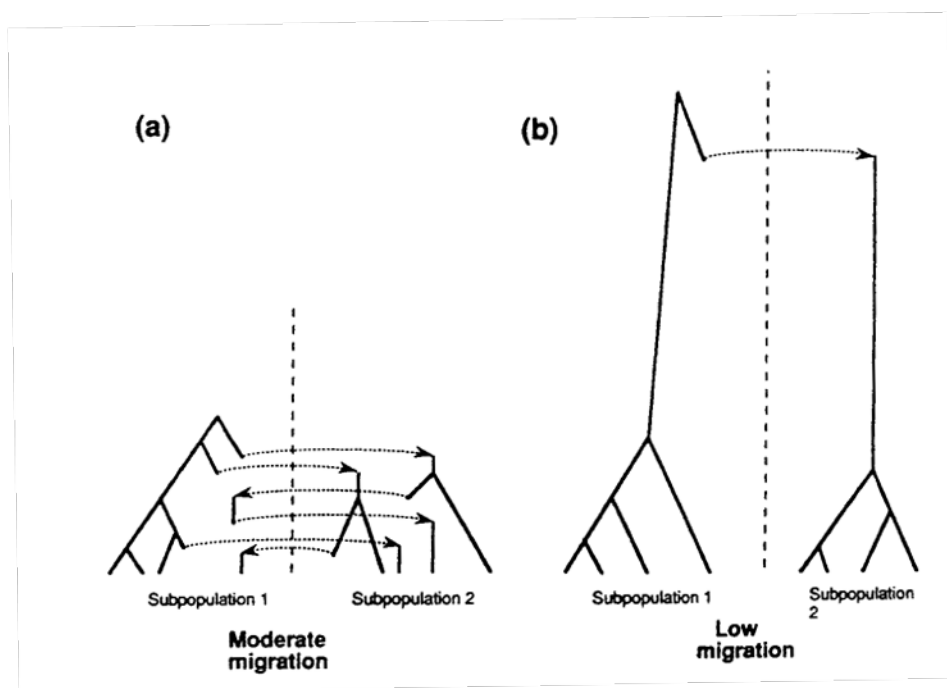 (a)
(b)
Subpopulation 1
Subpopulation 2
Moderate
migration
Subpopulation 1
Subpopulation
2
Low
migration